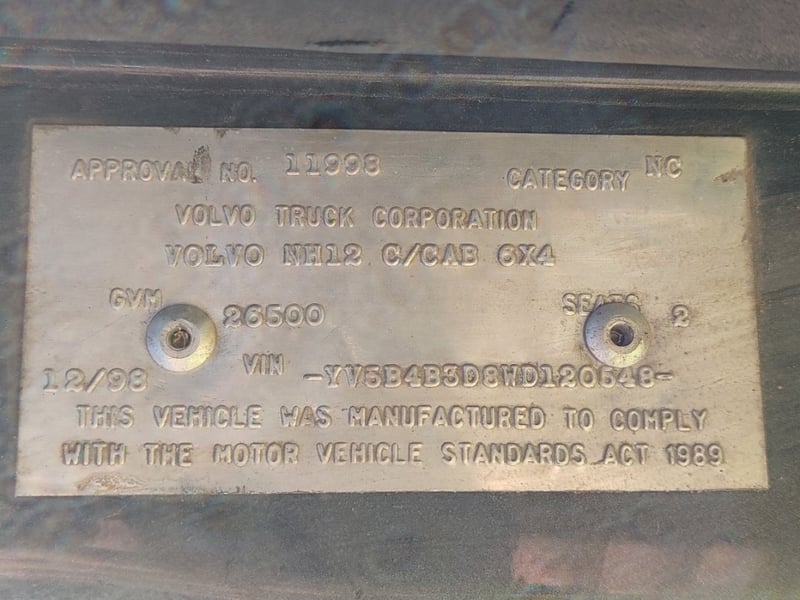 APPROVAL NO. 11998 CATEGORY NC
VOLVO TRUCK CORPORATION
VOLVO NH12 C/CAB 6X4
GVM 26500 SEATS 2
12/98 VIN -YV5B4B3D8WD120548-
THIS VEHICLE WAS MANUFACTURED TO COMPLY
WITH THE MOTOR VEHICLE STANDARDS ACT 1989